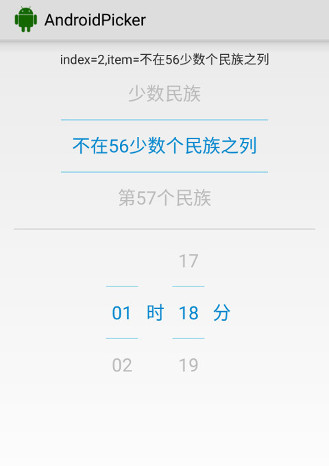 AndroidPicker
index=2,item=不在56少数个民族之列
少数民族
不在56少数个民族之列
第57个民族
17
01 时 18 分
02 19